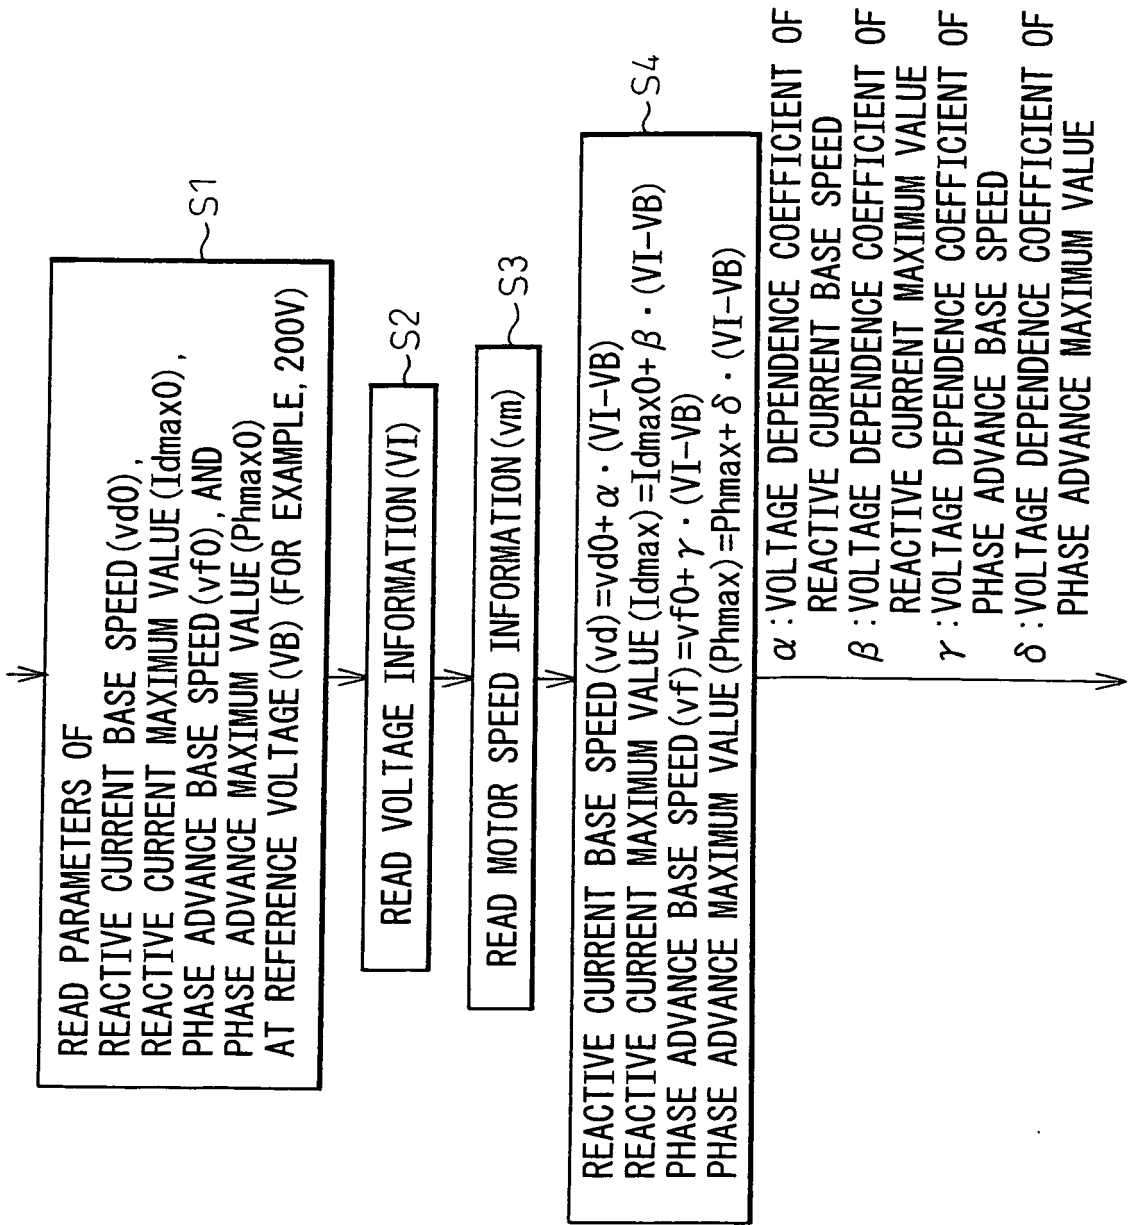 READ PARAMETERS OF
REACTIVE CURRENT BASE SPEED(vd0),
REACTIVE CURRENT MAXIMUM VALUE(Idmax0),
PHASE ADVANCE BASE SPEED(vf0), AND
PHASE ADVANCE MAXIMUM VALUE(Phmax0)
AT REFERENCE VOLTAGE(VB)(FOR EXAMPLE, 200V)
S1
READ VOLTAGE INFORMATION(VI)
S2
READ MOTOR SPEED INFORMATION(vm)
S3
REACTIVE CURRENT BASE SPEED(vd)=vd0+α·(VI-VB)
REACTIVE CURRENT MAXIMUM VALUE(Idmax)=Idmax0+β·(VI-VB)
PHASE ADVANCE BASE SPEED(vf)=vf0+γ·(VI-VB)
PHASE ADVANCE MAXIMUM VALUE(Phmax)=Phmax+δ·(VI-VB)
S4
α:VOLTAGE DEPENDENCE COEFFICIENT OF
REACTIVE CURRENT BASE SPEED
β:VOLTAGE DEPENDENCE COEFFICIENT OF
REACTIVE CURRENT MAXIMUM VALUE
γ:VOLTAGE DEPENDENCE COEFFICIENT OF
PHASE ADVANCE BASE SPEED
δ:VOLTAGE DEPENDENCE COEFFICIENT OF
PHASE ADVANCE MAXIMUM VALUE